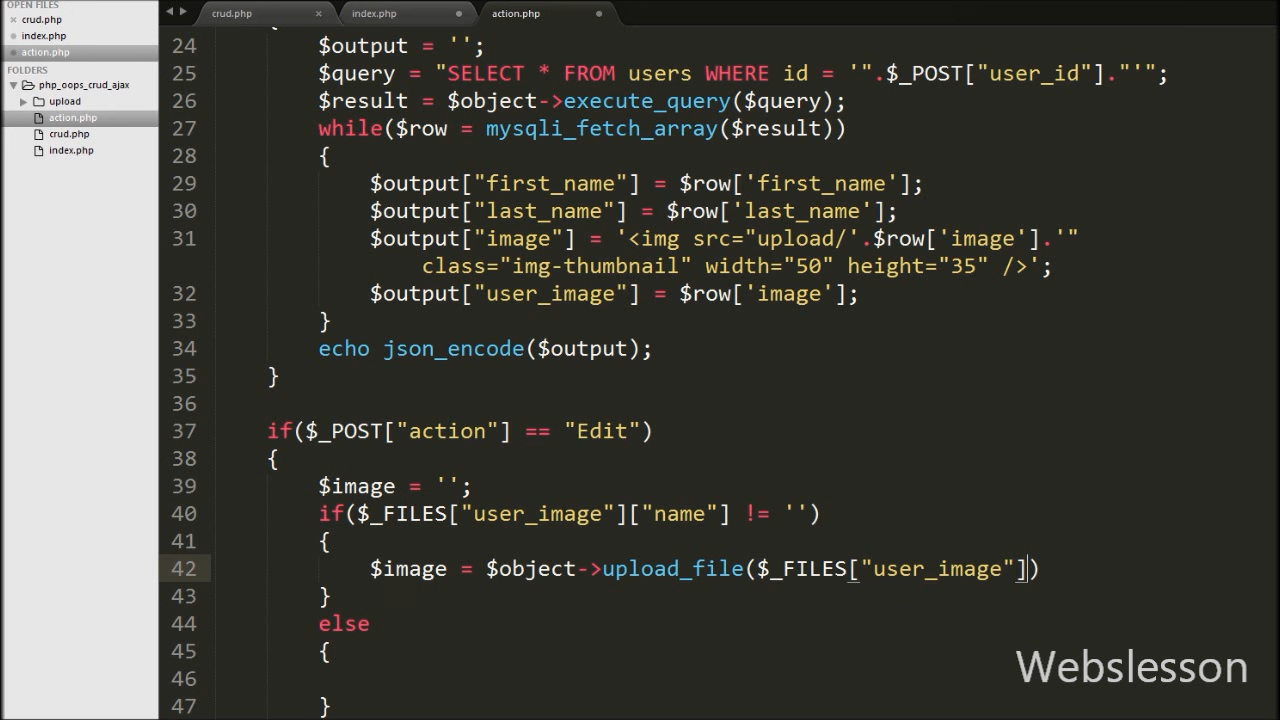 OPEN FILES
crud.php
index.php
action.php
FOLDERS
php_oops_crud_ajax
upload
action.php
crud.php
index.php
crud.php × index.php action.php
24 $output = '';
25 $query = "SELECT * FROM users WHERE id = '".$_POST["user_id"]."'";
26 $result = $object->execute_query($query);
27 while($row = mysqli_fetch_array($result))
28 {
29 $output["first_name"] = $row['first_name'];
30 $output["last_name"] = $row['last_name'];
31 $output["image"] = '<img src="upload/'.$row['image'].'"
class="img-thumbnail" width="50" height="35" />';
32 $output["user_image"] = $row['image'];
33 }
34 echo json_encode($output);
35 }
36
37 if($_POST["action"] == "Edit")
38 {
39 $image = '';
40 if($_FILES["user_image"]["name"] != '')
41 {
42 $image = $object->upload_file($_FILES["user_image"])
43 }
44 else
45 {
46
47 }
Webslesson